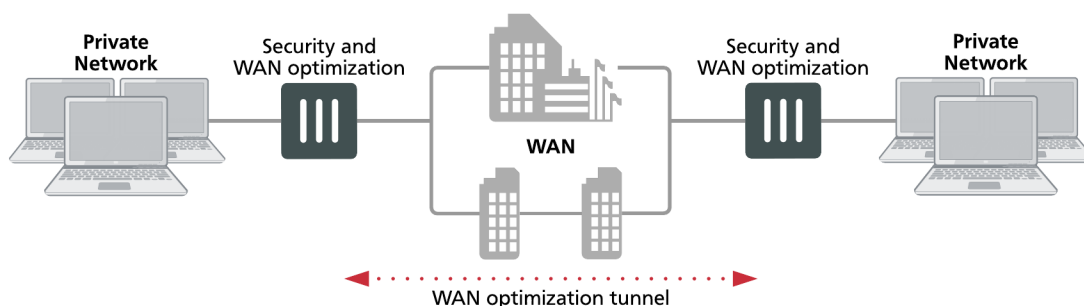 Private
Network
Security and
WAN optimization
WAN
Security and
WAN optimization
Private
Network
WAN optimization tunnel